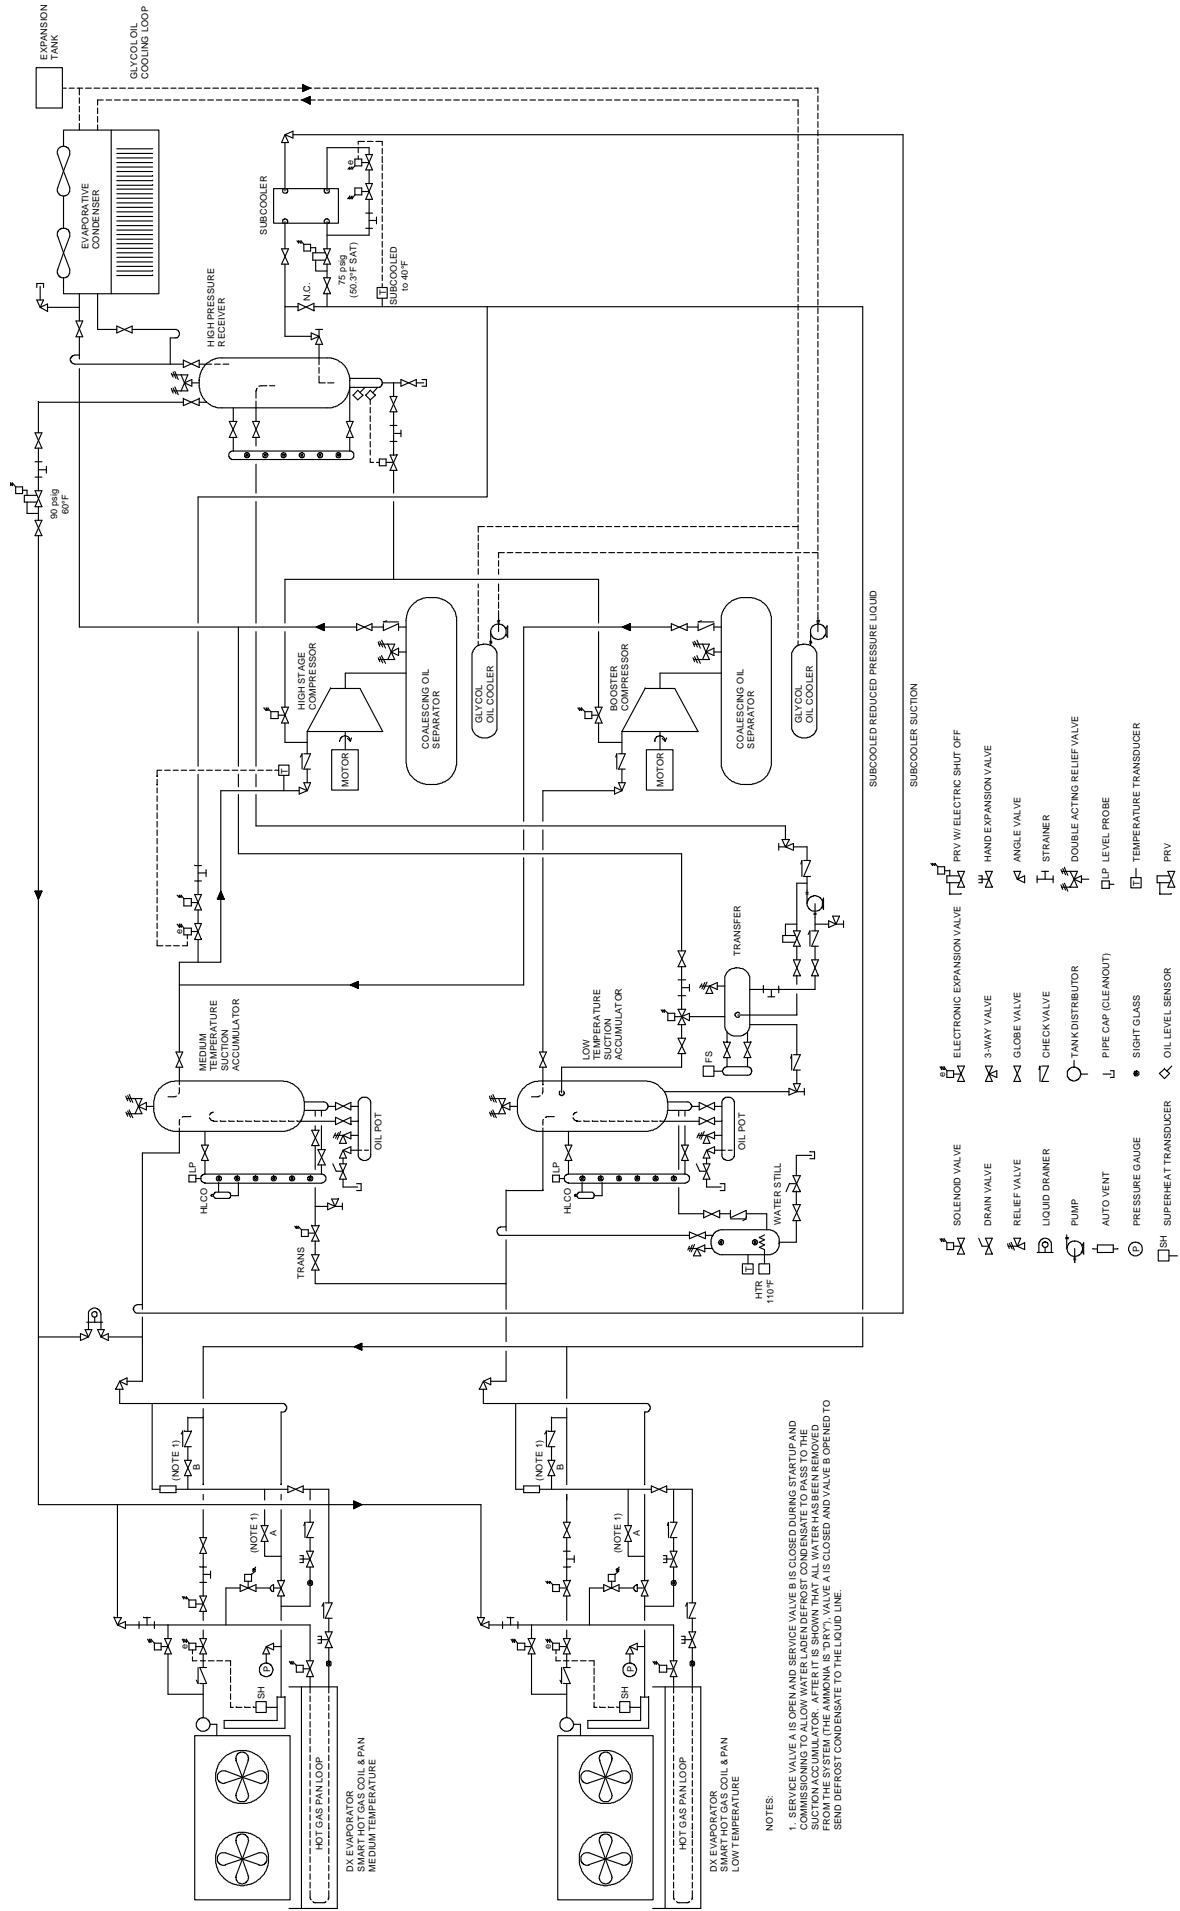 EXPANSION
TANK
GLYCOL OIL
COOLING LOOP
EVAPORATIVE
CONDENSER
SUBCOOLER
HIGH PRESSURE
RECEIVER
N.C.
75 psig
(50.3°F SAT)
e
T
SUBCOOLED
to 40°F
90 psig
60°F
HIGH STAGE
COMPRESSOR
MOTOR
COALESCING OIL
SEPARATOR
GLYCOL
OIL COOLER
BOOSTER
COMPRESSOR
MOTOR
COALESCING OIL
SEPARATOR
GLYCOL
OIL COOLER
T
e
SUBCOOLED REDUCED PRESSURE LIQUID
SUBCOOLER SUCTION
MEDIUM
TEMPERATURE
SUCTION
ACCUMULATOR
LP
HLCO
OIL POT
TRANS
LOW
TEMPERATURE
SUCTION
ACCUMULATOR
LP
HLCO
OIL POT
TRANSFER
FS
WATER STILL
T
HTR
110°F
(NOTE 1)
B
(NOTE 1)
A
e
P
SH
HOT GAS PAN LOOP
DX EVAPORATOR
SMART HOT GAS COIL & PAN
MEDIUM TEMPERATURE
(NOTE 1)
B
(NOTE 1)
A
e
P
SH
HOT GAS PAN LOOP
DX EVAPORATOR
SMART HOT GAS COIL & PAN
LOW TEMPERATURE
NOTES:
1. SERVICE VALVE A IS OPEN AND SERVICE VALVE B IS CLOSED DURING STARTUP AND
COMMISSIONING TO ALLOW WATER LADEN DEFROST CONDENSATE TO PASS TO THE
SUCTION ACCUMULATOR. AFTER IT IS SHOWN THAT ALL WATER HAS BEEN REMOVED
FROM THE SYSTEM (THE AMMONIA IS "DRY"), VALVE A IS CLOSED AND VALVE B OPENED TO
SEND DEFROST CONDENSATE TO THE LIQUID LINE.
SOLENOID VALVE
DRAIN VALVE
RELIEF VALVE
LIQUID DRAINER
PUMP
AUTO VENT
P PRESSURE GAUGE
SH SUPERHEAT TRANSDUCER
e ELECTRONIC EXPANSION VALVE
3-WAY VALVE
GLOBE VALVE
CHECK VALVE
TANK DISTRIBUTOR
PIPE CAP (CLEANOUT)
SIGHT GLASS
OIL LEVEL SENSOR
PRV W/ ELECTRIC SHUT OFF
HAND EXPANSION VALVE
ANGLE VALVE
STRAINER
DOUBLE ACTING RELIEF VALVE
LP LEVEL PROBE
T TEMPERATURE TRANSDUCER
PRV